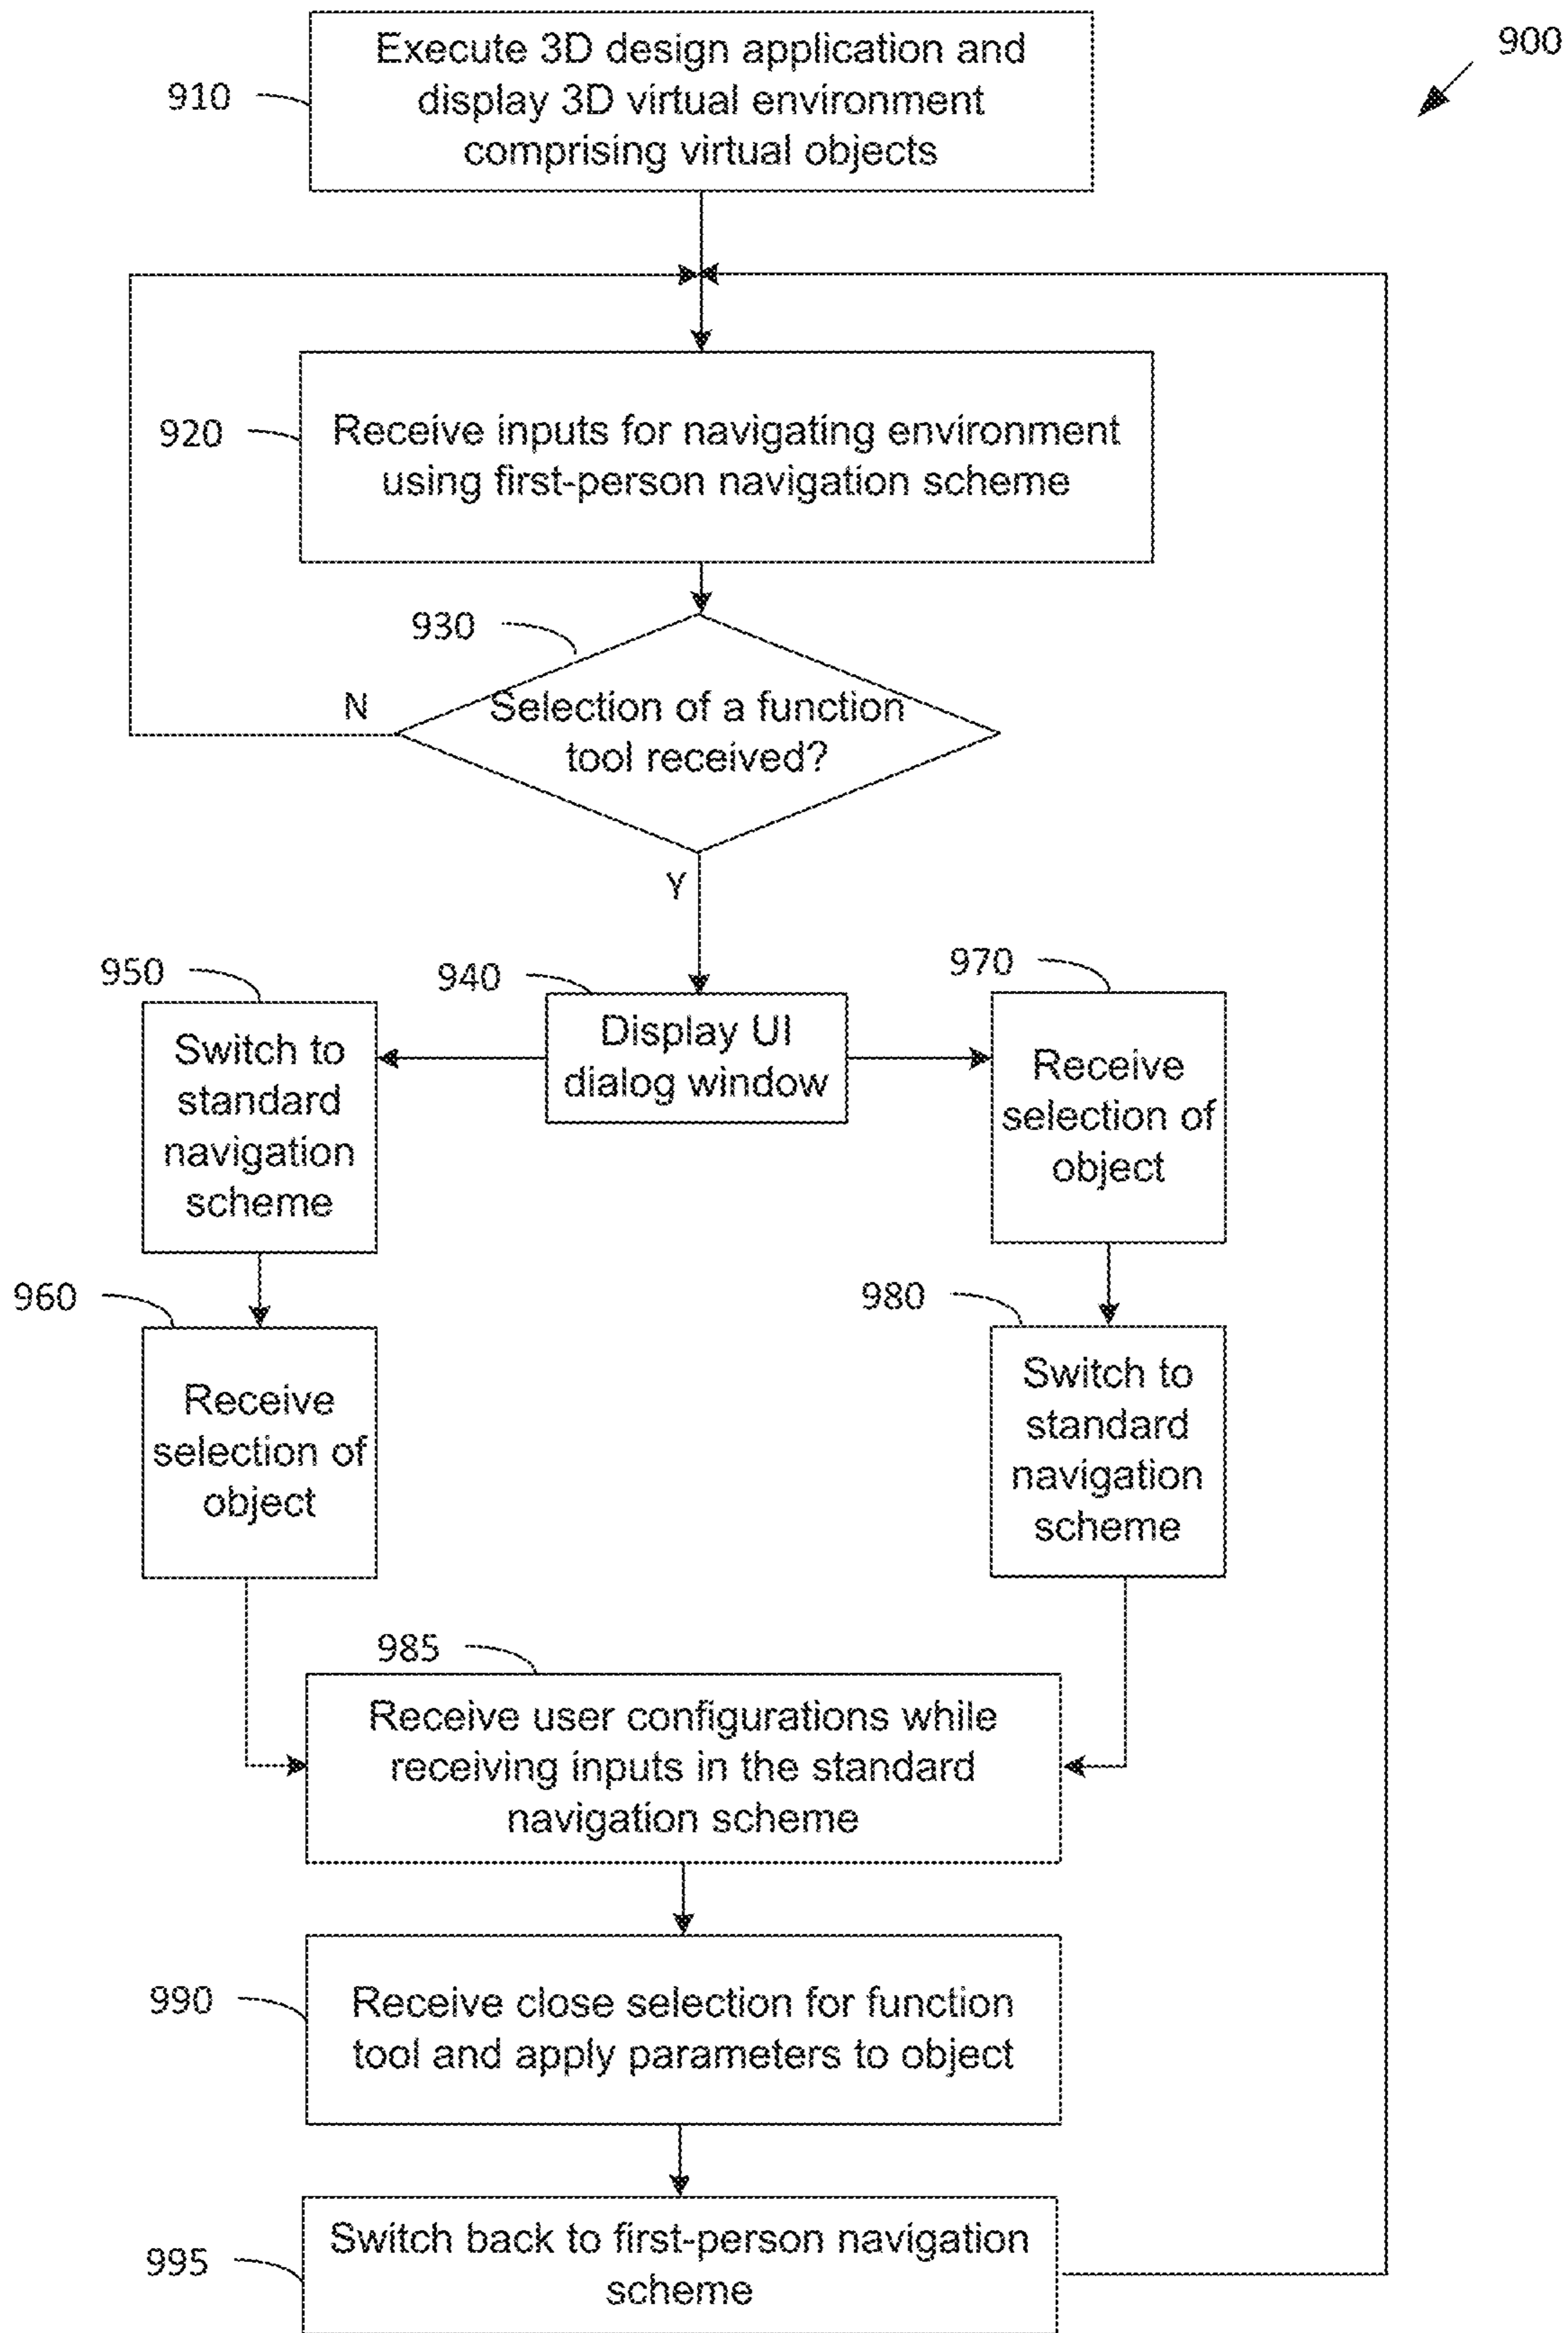 900
Execute 3D design application and
display 3D virtual environment
comprising virtual objects
910
920
Receive inputs for navigating environment
using first-person navigation scheme
930
N
Selection of a function
tool received?
Y
950
940
970
Switch to
standard
navigation
scheme
Display UI
dialog window
Receive
selection of
object
960
980
Receive
selection of
object
Switch to
standard
navigation
scheme
985
Receive user configurations while
receiving inputs in the standard
navigation scheme
990
Receive close selection for function
tool and apply parameters to object
995
Switch back to first-person navigation
scheme